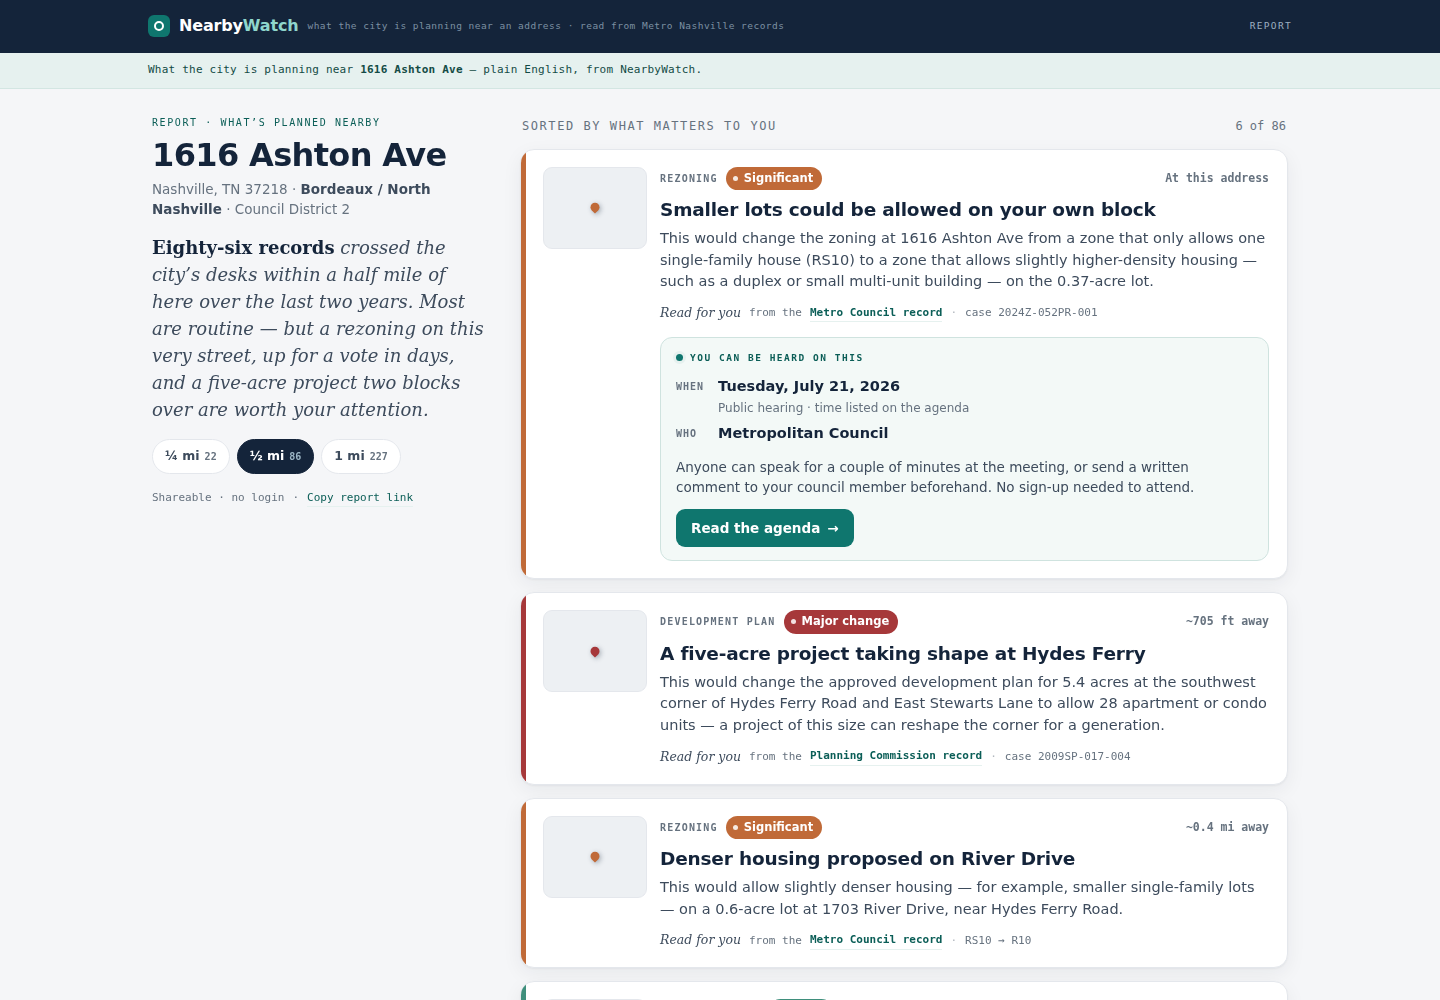 NearbyWatch what the city is planning near an address · read from Metro Nashville records REPORT
What the city is planning near 1616 Ashton Ave — plain English, from NearbyWatch.
REPORT · WHAT’S PLANNED NEARBY
1616 Ashton Ave
Nashville, TN 37218 · Bordeaux / North
Nashville · Council District 2
Eighty-six records crossed the
city’s desks within a half mile of
here over the last two years. Most
are routine — but a rezoning on this
very street, up for a vote in days,
and a five-acre project two blocks
over are worth your attention.
¼ mi 22 ½ mi 86 1 mi 227
Shareable · no login · Copy report link
SORTED BY WHAT MATTERS TO YOU 6 of 86
REZONING Significant At this address
Smaller lots could be allowed on your own block
This would change the zoning at 1616 Ashton Ave from a zone that only allows one
single-family house (RS10) to a zone that allows slightly higher-density housing —
such as a duplex or small multi-unit building — on the 0.37-acre lot.
Read for you from the Metro Council record · case 2024Z-052PR-001
YOU CAN BE HEARD ON THIS
WHEN Tuesday, July 21, 2026
Public hearing · time listed on the agenda
WHO Metropolitan Council
Anyone can speak for a couple of minutes at the meeting, or send a written
comment to your council member beforehand. No sign-up needed to attend.
Read the agenda →
DEVELOPMENT PLAN Major change ~705 ft away
A five-acre project taking shape at Hydes Ferry
This would change the approved development plan for 5.4 acres at the southwest
corner of Hydes Ferry Road and East Stewarts Lane to allow 28 apartment or condo
units — a project of this size can reshape the corner for a generation.
Read for you from the Planning Commission record · case 2009SP-017-004
REZONING Significant ~0.4 mi away
Denser housing proposed on River Drive
This would allow slightly denser housing — for example, smaller single-family lots
— on a 0.6-acre lot at 1703 River Drive, near Hydes Ferry Road.
Read for you from the Metro Council record · RS10 → R10